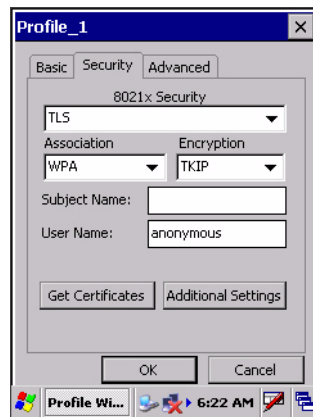 Profile_1
Basic Security Advanced
8021x Security
TLS
Association Encryption
WPA TKIP
Subject Name:
User Name: anonymous
Get Certificates Additional Settings
OK Cancel
Profile Wi... 6:22 AM